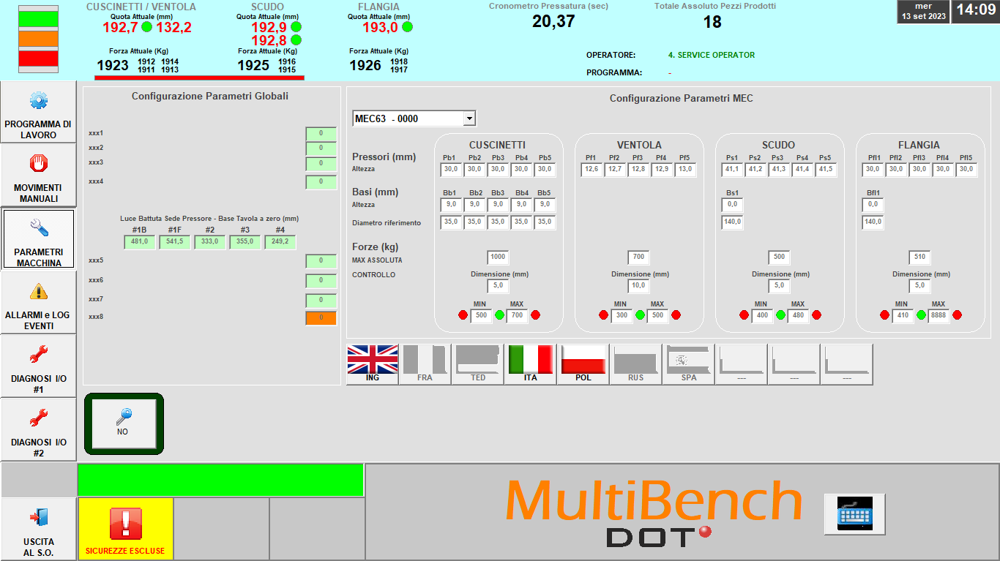 CUSCINETTI / VENTOLA
Quota Attuale (mm)
192,7 132,2
Forza Attuale (Kg)
1923 1912 1914
1911 1913
SCUDO
Quota Attuale (mm)
192,9
192,8
Forza Attuale (Kg)
1925 1916
1915
FLANGIA
Quota Attuale (mm)
193,0
Forza Attuale (Kg)
1926 1918
1917
Cronometro Pressatura (sec)
20,37
Totale Assoluto Pezzi Prodotti
18
OPERATORE: 4. SERVICE OPERATOR
PROGRAMMA: -
mer
13 set 2023
14:09
PROGRAMMA DI
LAVORO
MOVIMENTI
MANUALI
PARAMETRI
MACCHINA
ALLARMI e LOG
EVENTI
DIAGNOSI I/O
#1
DIAGNOSI I/O
#2
USCITA
AL S.O.
Configurazione Parametri Globali
xxx1 0
xxx2 0
xxx3 0
xxx4 0
Luce Battuta Sede Pressore - Base Tavola a zero (mm)
#1B #1F #2 #3 #4
481,0 541,5 333,0 355,0 249,2
xxx5 0
xxx6 0
xxx7 0
xxx8 0
Configurazione Parametri MEC
MEC63 - 0000
CUSCINETTI VENTOLA SCUDO FLANGIA
Pressori (mm) Pb1 Pb2 Pb3 Pb4 Pb5 Pf1 Pf2 Pf3 Pf4 Pf5 Ps1 Ps2 Ps3 Ps4 Ps5 Pfl1 Pfl2 Pfl3 Pfl4 Pfl5
Altezza 30,0 30,0 30,0 30,0 30,0 12,6 12,7 12,8 12,9 13,0 41,1 41,2 41,3 41,4 41,5 30,0 30,0 30,0 30,0 30,0
Basi (mm) Bb1 Bb2 Bb3 Bb4 Bb5 Bs1 Bfl1
Altezza 9,0 9,0 9,0 9,0 9,0 0,0 0,0
Diametro riferimento 35,0 35,0 35,0 35,0 35,0 140,0 140,0
Forze (kg)
MAX ASSOLUTA 1000 700 500 510
CONTROLLO Dimensione (mm) Dimensione (mm) Dimensione (mm) Dimensione (mm)
5,0 10,0 5,0 5,0
MIN MAX MIN MAX MIN MAX MIN MAX
500 700 300 500 400 480 410 8888
ING FRA TED ITA POL RUS SPA --- --- ---
NO
SICUREZZE ESCLUSE
MultiBench
DOT